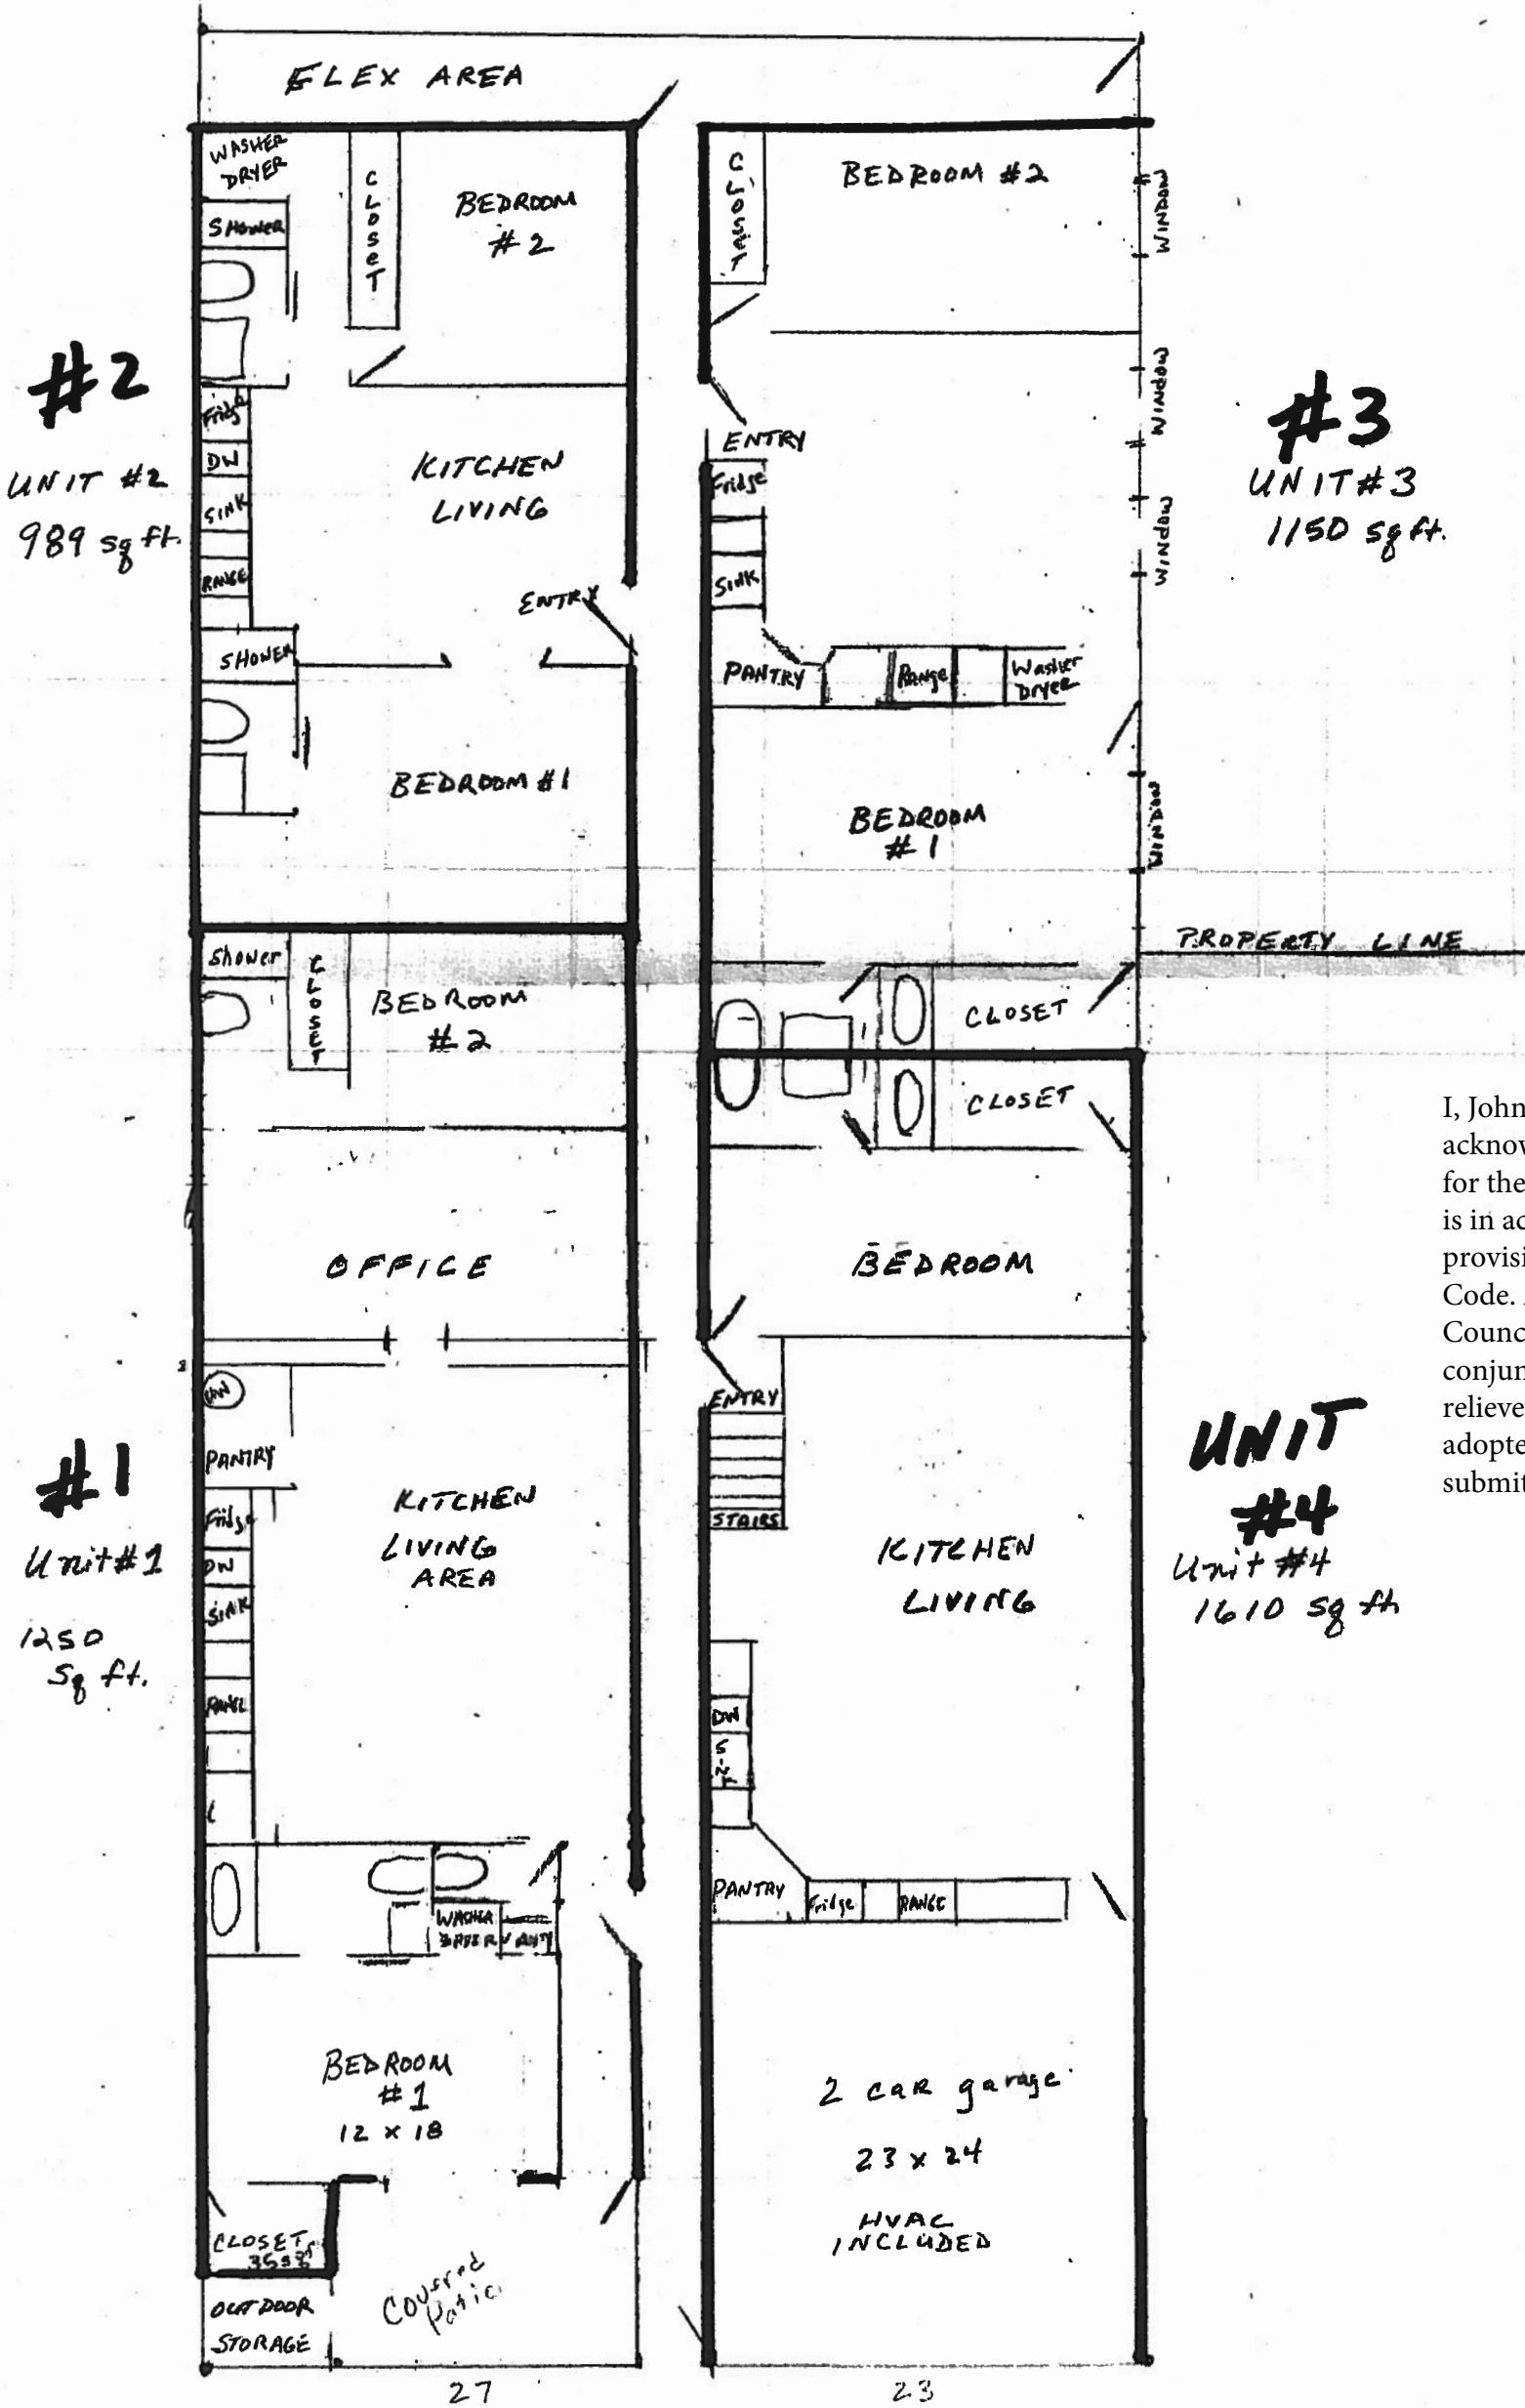 FLEX AREA
WASHER
DRYER
SHOWER
CLOSET
BEDROOM
#2
CLOSET
BEDROOM #2
WINDOW
#2
UNIT #2
989 sq ft.
Fridge
DW
SINK
RANGE
KITCHEN
LIVING
ENTRY
ENTRY
Fridge
SINK
WINDOW
WINDOW
#3
UNIT #3
1150 sq ft.
SHOWER
BEDROOM #1
PANTRY
Range
Washer
Dryer
BEDROOM
#1
WINDOW
PROPERTY LINE
Shower
CLOSET
BEDROOM
#2
CLOSET
CLOSET
OFFICE
BEDROOM
I, John
acknow
for the
is in ac
provisi
Code.
Counc
conjun
relieve
adopte
submit
#1
Unit #1
1250
Sq ft.
HW
PANTRY
Fridge
DW
SINK
KITCHEN
LIVING
AREA
ENTRY
STAIRS
KITCHEN
LIVING
UNIT
#4
Unit #4
1610 sq ft
DW
PANTRY
Fridge
RANGE
WASHER
BEDROOM
#1
12 x 18
2 car garage
23 x 24
HVAC
INCLUDED
CLOSET
OUTDOOR
STORAGE
Covered
Patio
27
23